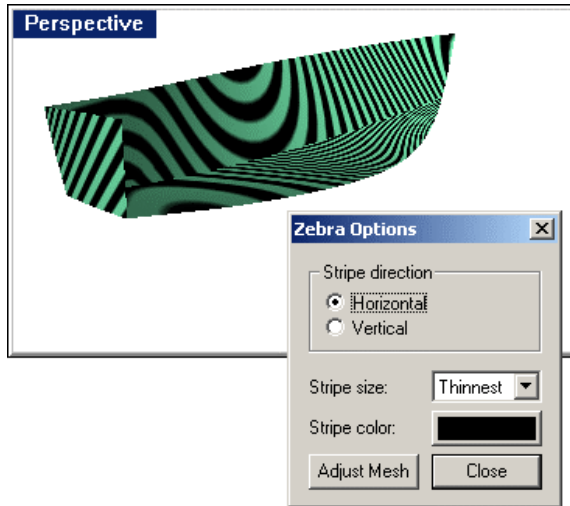 Perspective
Zebra Options
Stripe direction
Horizontal
Vertical
Stripe size: Thinnest
Stripe color:
Adjust Mesh Close